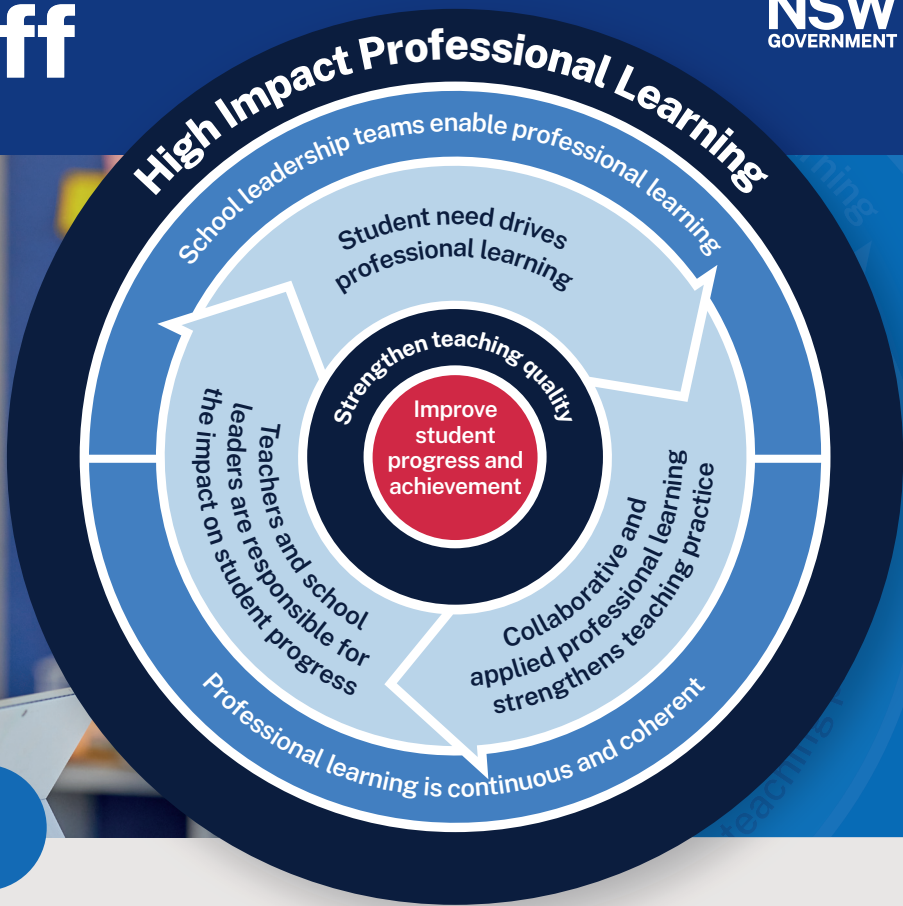 ff
NSW
GOVERNMENT
High Impact Professional Learning
School leadership teams enable professional learning
Student need drives
professional learning
Strengthen teaching quality
Improve
student
progress and
achievement
Collaborative and
applied professional learning
strengthens teaching practice
Teachers and school
leaders are responsible for
the impact on student progress
Professional learning is continuous and coherent
teaching